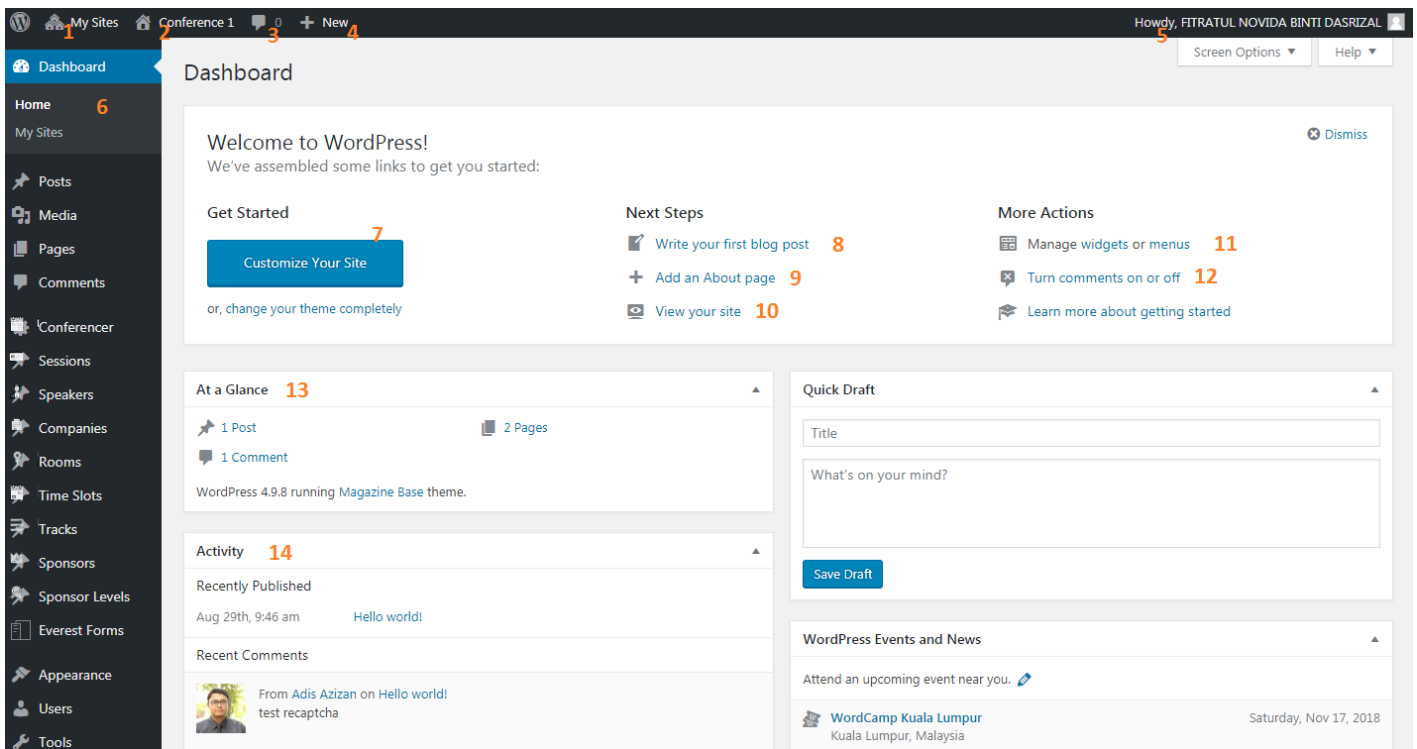 My Sites Conference 1 0 New Howdy, FITRATUL NOVIDA BINTI DASRIZAL
1 2 3 4 5
Screen Options ▼ Help ▼
Dashboard
Home 6
My Sites
Posts
Media
Pages
Comments
Conferencer
Sessions
Speakers
Companies
Rooms
Time Slots
Tracks
Sponsors
Sponsor Levels
Everest Forms
Appearance
Users
Tools
Dashboard
Welcome to WordPress!
Dismiss
We've assembled some links to get you started:
Get Started
7
Customize Your Site
or, change your theme completely
Next Steps
Write your first blog post 8
Add an About page 9
View your site 10
More Actions
Manage widgets or menus 11
Turn comments on or off 12
Learn more about getting started
At a Glance 13
1 Post 2 Pages
1 Comment
WordPress 4.9.8 running Magazine Base theme.
Activity 14
Recently Published
Aug 29th, 9:46 am Hello world!
Recent Comments
From Adis Azizan on Hello world!
test recaptcha
Quick Draft
Title
What's on your mind?
Save Draft
WordPress Events and News
Attend an upcoming event near you.
WordCamp Kuala Lumpur Saturday, Nov 17, 2018
Kuala Lumpur, Malaysia